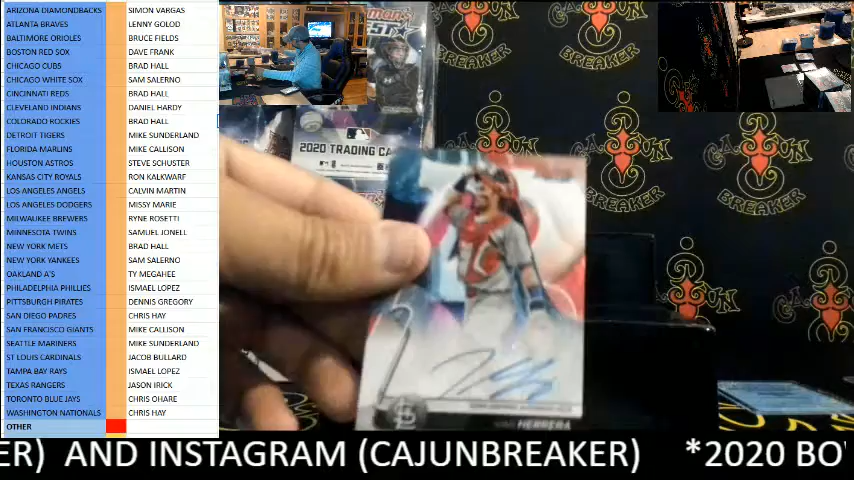 ARIZONA DIAMONDBACKS SIMON VARGAS
ATLANTA BRAVES LENNY GOLOD
BALTIMORE ORIOLES BRUCE FIELDS
BOSTON RED SOX DAVE FRANK
CHICAGO CUBS BRAD HALL
CHICAGO WHITE SOX SAM SALERNO
CINCINNATI REDS BRAD HALL
CLEVELAND INDIANS DANIEL HARDY
COLORADO ROCKIES BRAD HALL
DETROIT TIGERS MIKE SUNDERLAND
FLORIDA MARLINS MIKE CALLISON
HOUSTON ASTROS STEVE SCHUSTER
KANSAS CITY ROYALS RON KALKWARF
LOS ANGELES ANGELS CALVIN MARTIN
LOS ANGELES DODGERS MISSY MARIE
MILWAUKEE BREWERS RYNE ROSETTI
MINNESOTA TWINS SAMUEL JONELL
NEW YORK METS BRAD HALL
NEW YORK YANKEES SAM SALERNO
OAKLAND A'S TY MEGAHEE
PHILADELPHIA PHILLIES ISMAEL LOPEZ
PITTSBURGH PIRATES DENNIS GREGORY
SAN DIEGO PADRES CHRIS HAY
SAN FRANCISCO GIANTS MIKE CALLISON
SEATTLE MARINERS MIKE SUNDERLAND
ST LOUIS CARDINALS JACOB BULLARD
TAMPA BAY RAYS ISMAEL LOPEZ
TEXAS RANGERS JASON IRICK
TORONTO BLUE JAYS CHRIS OHARE
WASHINGTON NATIONALS CHRIS HAY
OTHER
2020 TRADING CA
HERRERA
BREAKER
BREAKER
BREAKER
BREAKER
ER) AND INSTAGRAM (CAJUNBREAKER) *2020 BO